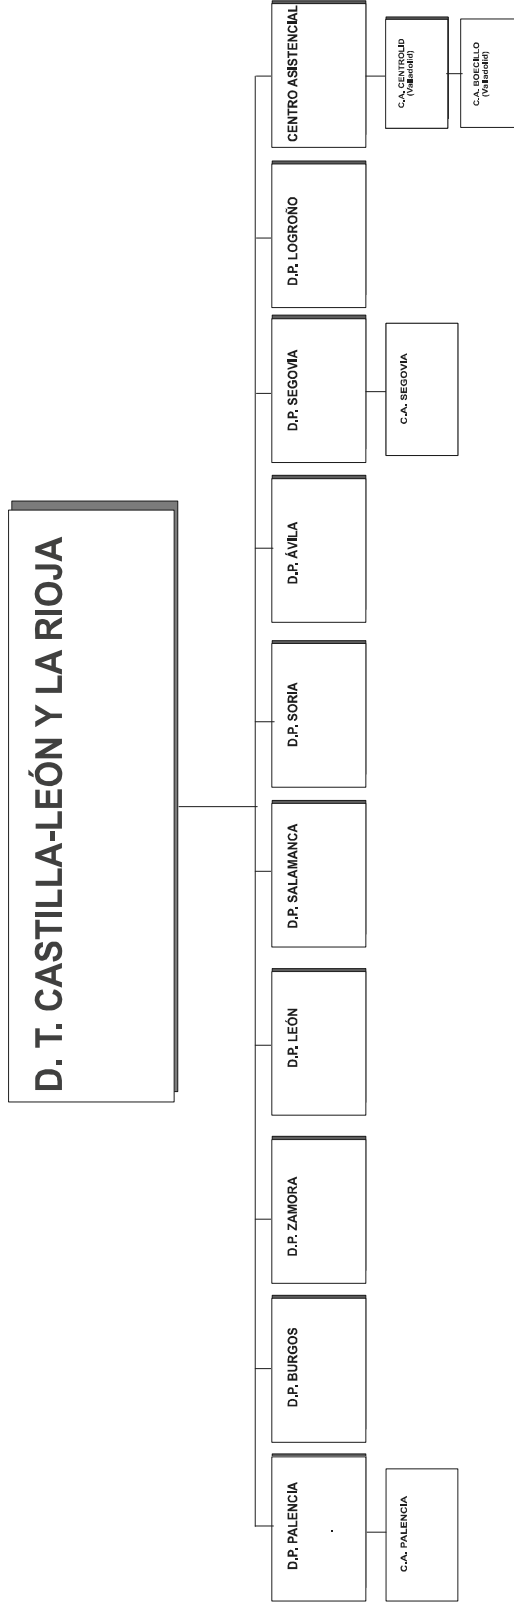 D. T. CASTILLA-LEÓN Y LA RIOJA
D.P. PALENCIA
D.P. BURGOS
D.P. ZAMORA
D.P. LEÓN
D.P. SALAMANCA
D.P. SORIA
D.P. ÁVILA
D.P. SEGOVIA
D.P. LOGROÑO
CENTRO ASISTENCIAL
C.A. PALENCIA
C.A. SEGOVIA
C.A. CENTROLID
(Valladolid)
C.A. BOECILLO
(Valladolid)